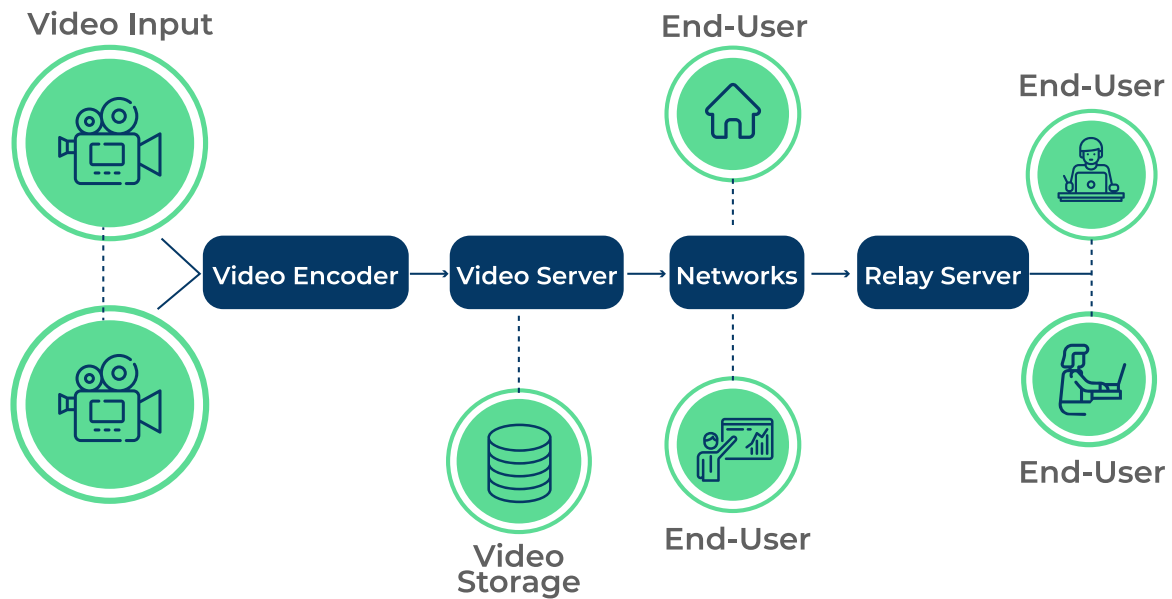 Video Input
End-User
End-User
Video Encoder
Video Server
Networks
Relay Server
End-User
End-User
Video
Storage